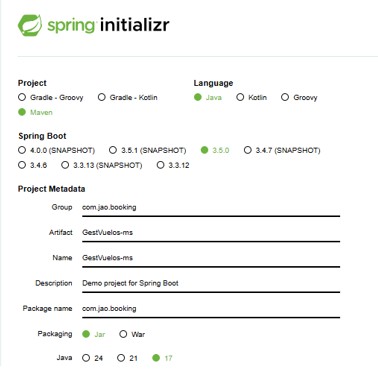 spring initializr
Project Language
Gradle - Groovy Gradle - Kotlin Java Kotlin Groovy
Maven
Spring Boot
4.0.0 (SNAPSHOT) 3.5.1 (SNAPSHOT) 3.5.0 3.4.7 (SNAPSHOT)
3.4.6 3.3.13 (SNAPSHOT) 3.3.12
Project Metadata
Group com.jao.booking
Artifact GestVuelos-ms
Name GestVuelos-ms
Description Demo project for Spring Boot
Package name com.jao.booking
Packaging Jar War
Java 24 21 17